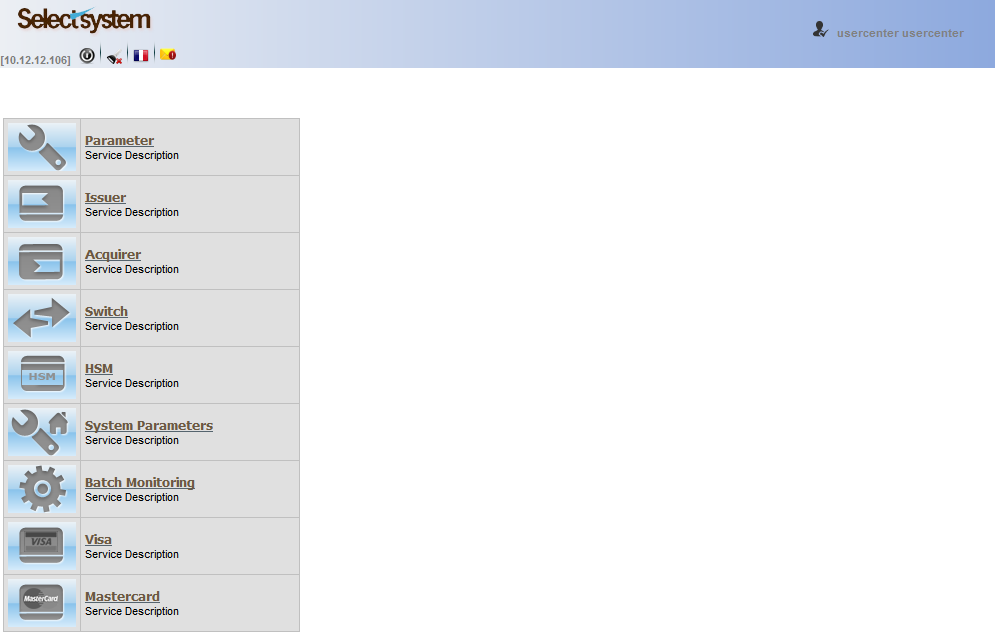 Selectsystem
usercenter usercenter
[10.12.12.106]
Parameter
Service Description
Issuer
Service Description
Acquirer
Service Description
Switch
Service Description
HSM
HSM
Service Description
System Parameters
Service Description
Batch Monitoring
Service Description
VISA
Visa
Service Description
MasterCard
Mastercard
Service Description